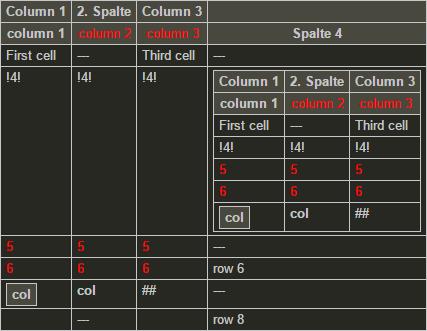 Column 1 2. Spalte Column 3
column 1 column 2 column 3 Spalte 4
First cell --- Third cell ---
!4! !4! !4!
Column 1 2. Spalte Column 3
column 1 column 2 column 3
First cell --- Third cell
!4! !4! !4!
5 5 5
6 6 6
col col ##
5 5 5 ---
6 6 6 row 6
col col ## ---
--- row 8